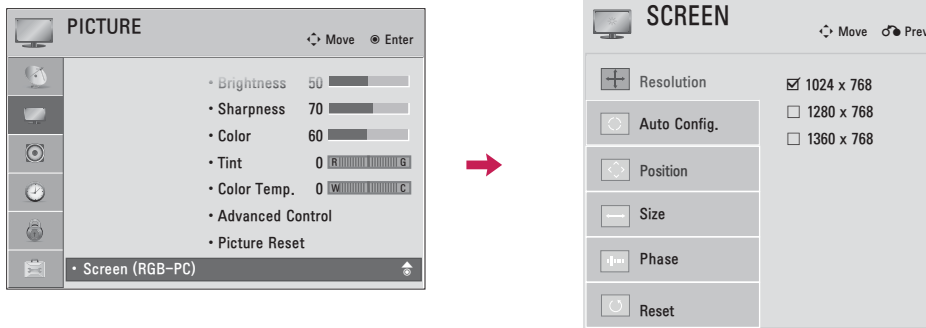 PICTURE
Move Enter
• Brightness 50
• Sharpness 70
• Color 60
• Tint 0 R G
• Color Temp. 0 W C
• Advanced Control
• Picture Reset
• Screen (RGB-PC)
SCREEN
Move Prev
Resolution
Auto Config.
Position
Size
Phase
Reset
1024 x 768
1280 x 768
1360 x 768